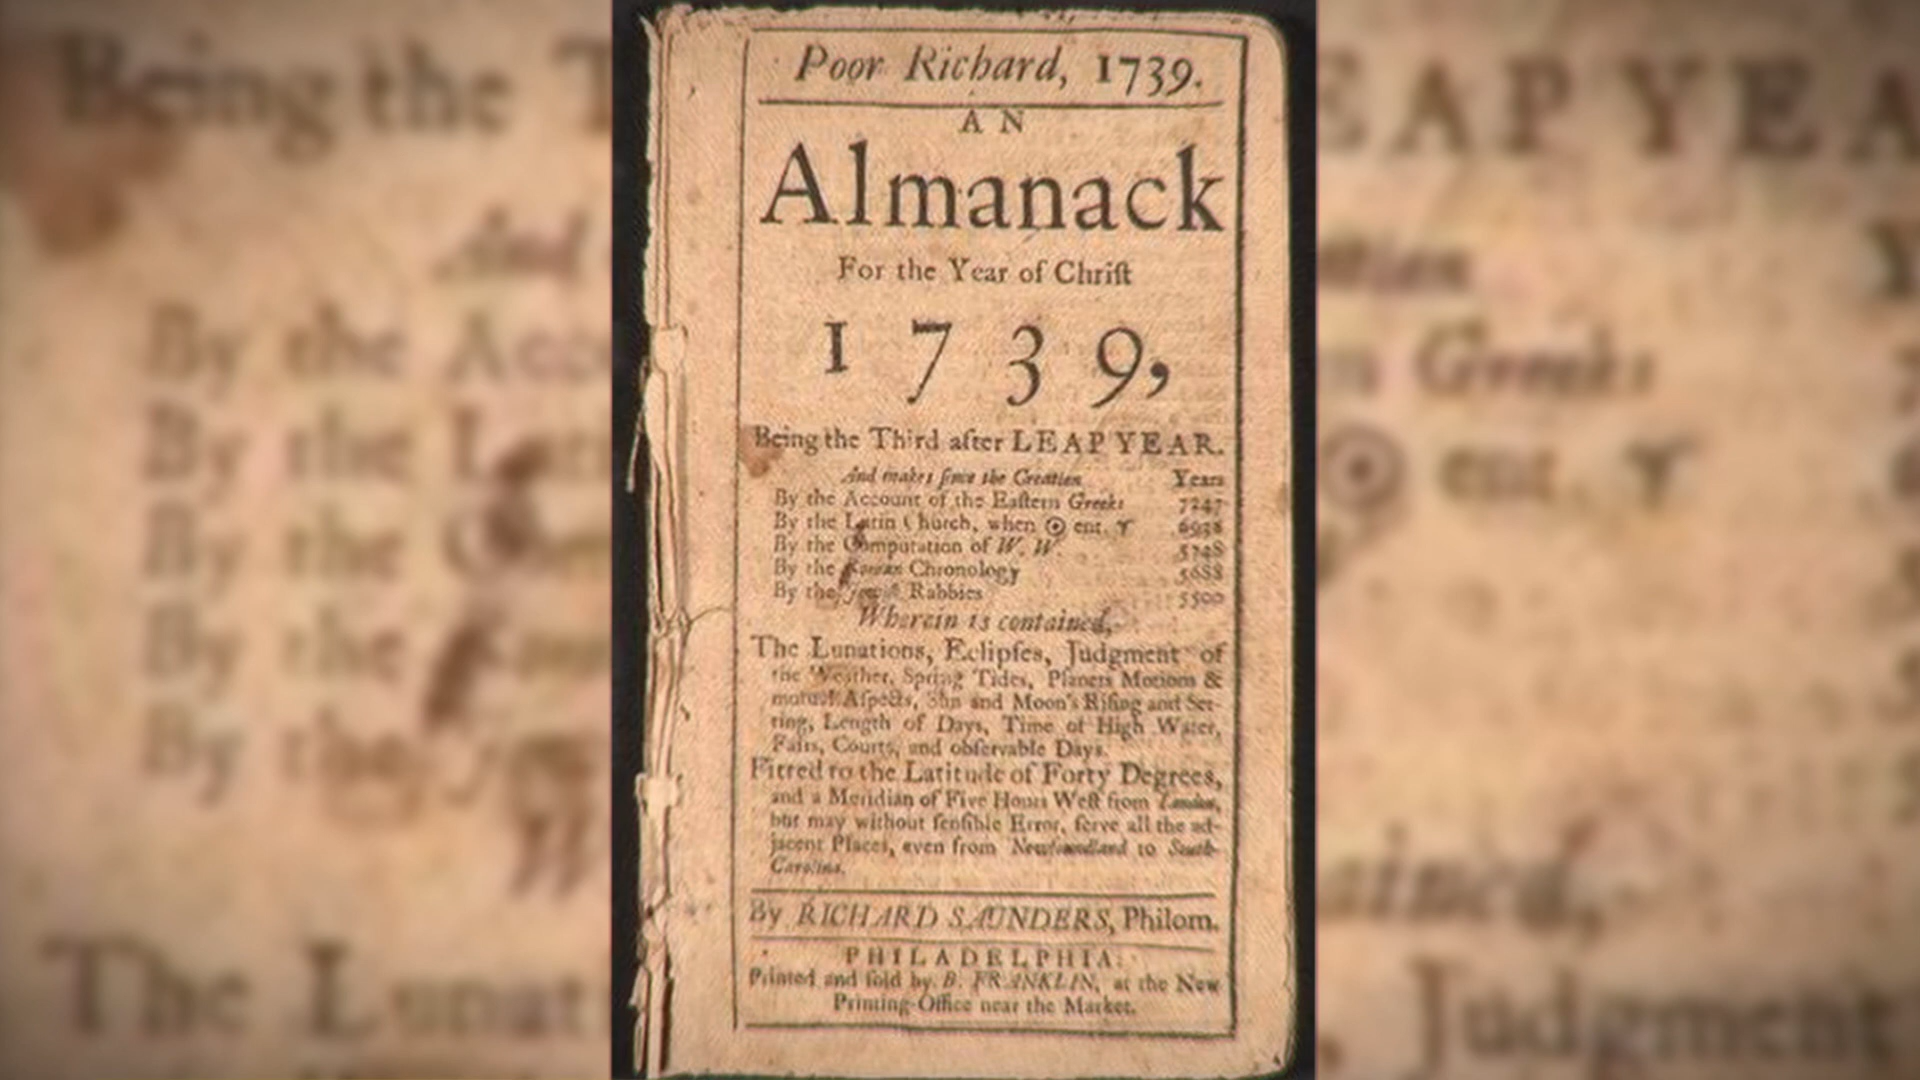 Poor Richard, 1739.
AN
Almanack
For the Year of Chriſt
1739,
Being the Third after LEAP YEAR.
And makes ſince the Creation Years
By the Account of the Eaſtern Greeks 7247
By the Latin Church, when ☉ ent. ♈ 6938
By the Computation of W. W. 5748
By the Roman Chronology 5688
By the Jewiſh Rabbies 5500
Wherein is contained,
The Lunations, Eclipſes, Judgment of
the Weather, Spring Tides, Planets Motions &
mutual Aſpects, Sun and Moon's Riſing and Set-
ting, Length of Days, Time of High Water,
Fairs, Courts, and obſervable Days.
Fitted to the Latitude of Forty Degrees,
and a Meridian of Five Hours Weſt from London,
but may without ſenſible Error, ſerve all the ad-
jacent Places, even from Newfoundland to South-
Carolina.
By RICHARD SAUNDERS, Philom.
PHILADELPHIA:
Printed and ſold by B. FRANKLIN, at the New
Printing-Office near the Market.